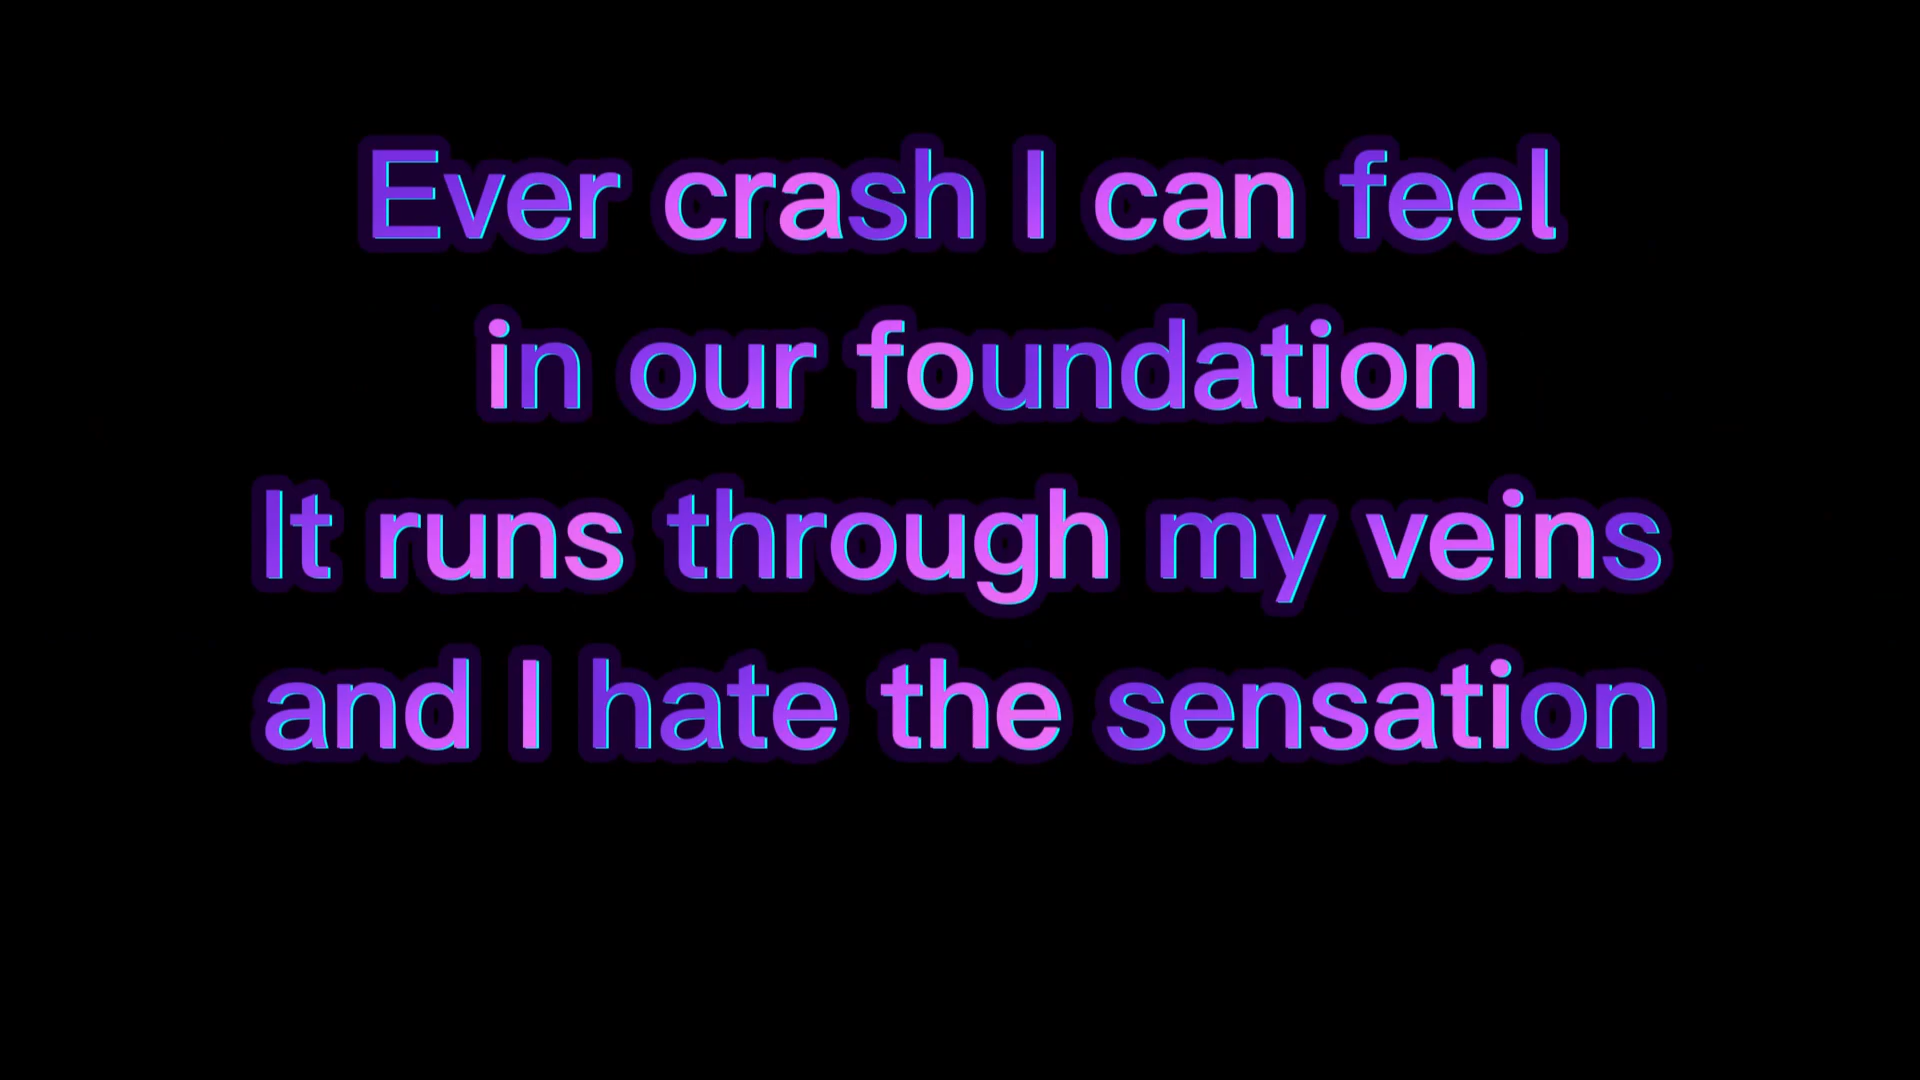 Ever crash I can feel
in our foundation
It runs through my veins
and I hate the sensation